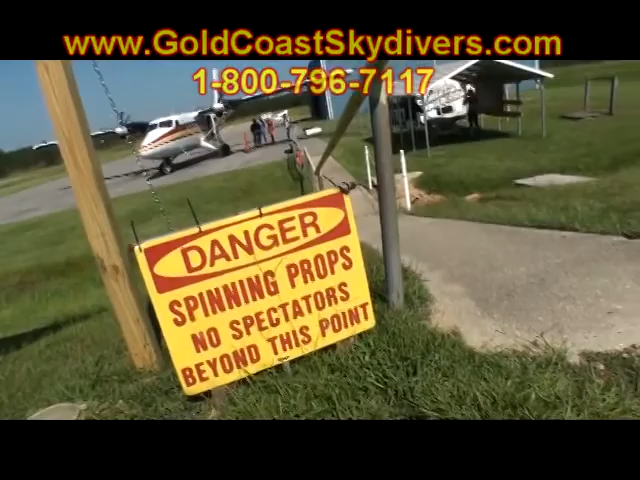 www.GoldCoastSkydivers.com
1-800-796-7117
DANGER
SPINNING PROPS
NO SPECTATORS
BEYOND THIS POINT